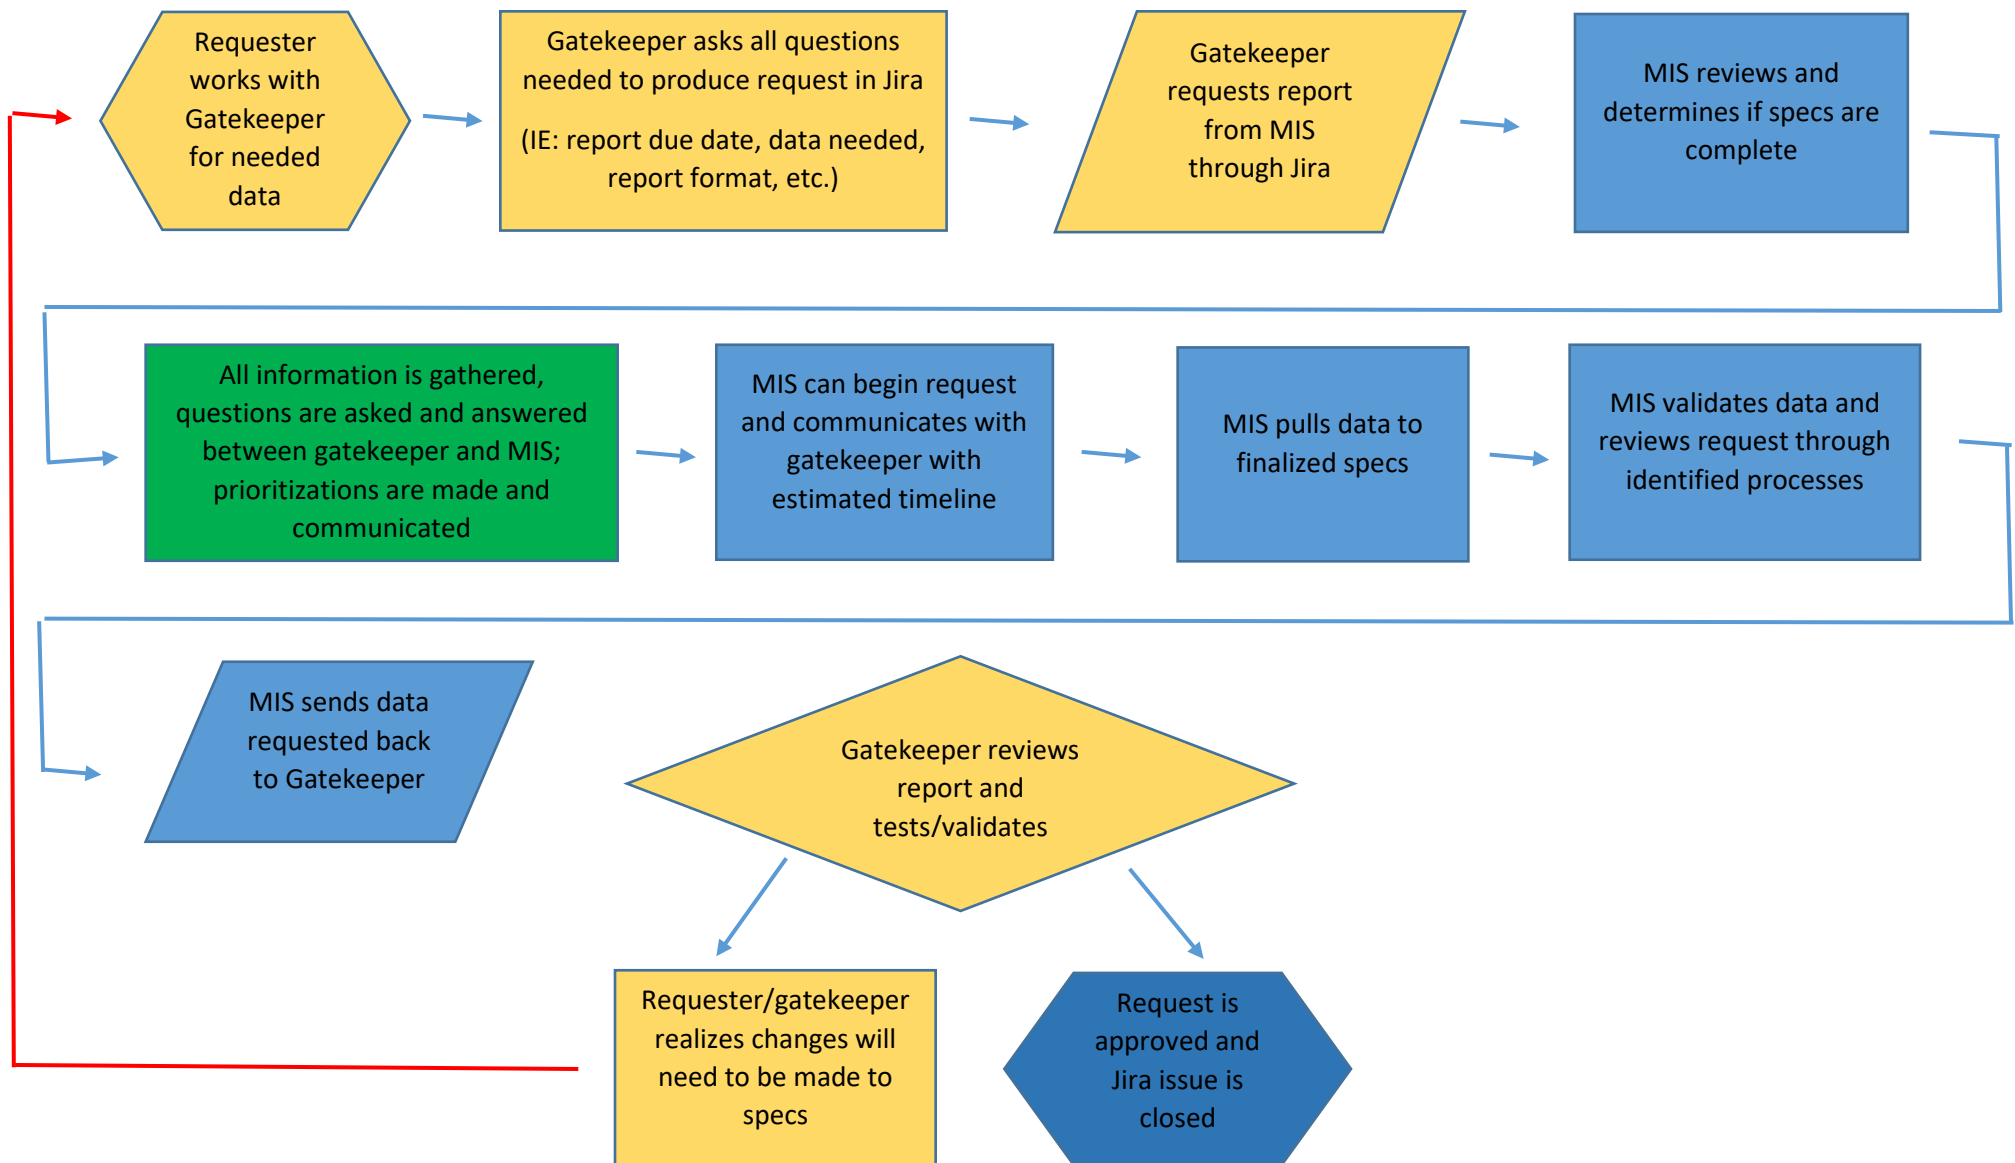 Requester
works with
Gatekeeper
for needed
data
Gatekeeper asks all questions
needed to produce request in Jira
(IE: report due date, data needed,
report format, etc.)
Gatekeeper
requests report
from MIS
through Jira
MIS reviews and
determines if specs are
complete
All information is gathered,
questions are asked and answered
between gatekeeper and MIS;
prioritizations are made and
communicated
MIS can begin request
and communicates with
gatekeeper with
estimated timeline
MIS pulls data to
finalized specs
MIS validates data and
reviews request through
identified processes
MIS sends data
requested back
to Gatekeeper
Gatekeeper reviews
report and
tests/validates
Requester/gatekeeper
realizes changes will
need to be made to
specs
Request is
approved and
Jira issue is
closed